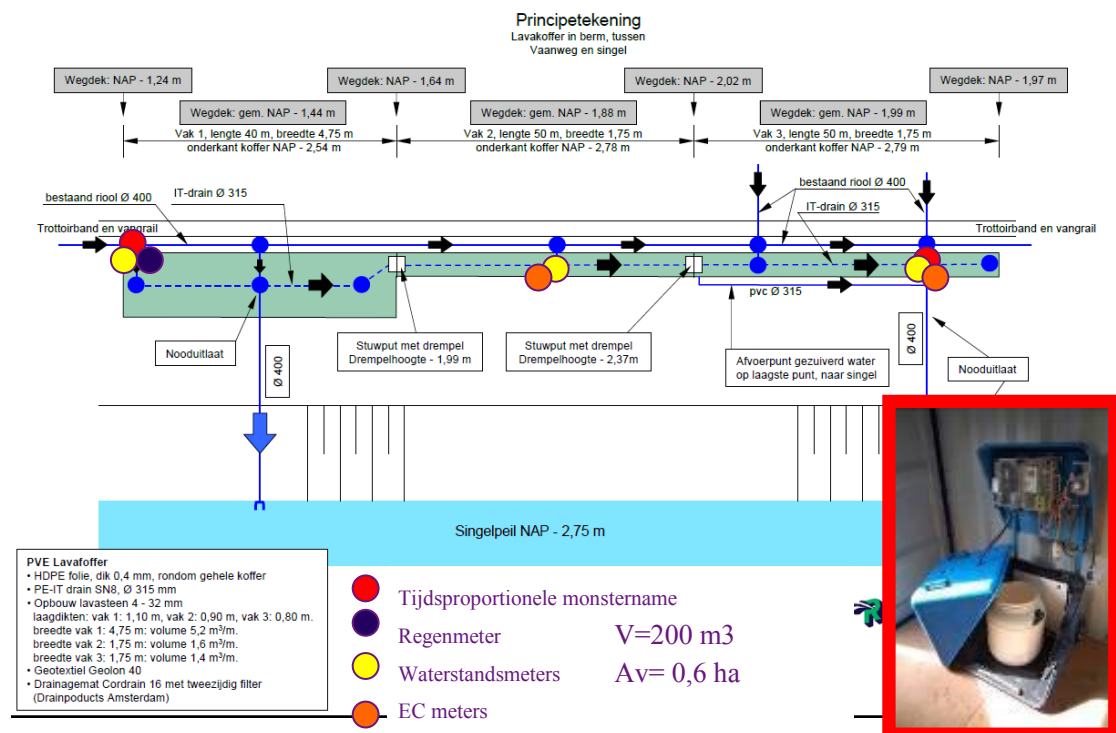 Principetekening
Lavakoffer in berm, tussen
Vaanweg en singel
Wegdek: NAP - 1,24 m
Wegdek: NAP - 1,64 m
Wegdek: NAP - 2,02 m
Wegdek: NAP - 1,97 m
Wegdek: gem. NAP - 1,44 m
Wegdek: gem. NAP - 1,88 m
Wegdek: gem. NAP - 1,99 m
Vak 1, lengte 40 m, breedte 4,75 m
onderkant koffer NAP - 2,54 m
Vak 2, lengte 50 m, breedte 1,75 m
onderkant koffer NAP - 2,78 m
Vak 3, lengte 50 m, breedte 1,75 m
onderkant koffer NAP - 2,79 m
bestaand riool Ø 400
IT-drain Ø 315
bestaand riool Ø 400
IT-drain Ø 315
Trottoirband en vangrail
Trottoirband en vangrail
pvc Ø 315
Nooduitlaat
Ø 400
Stuwput met drempel
Drempelhoogte - 1,99 m
Stuwput met drempel
Drempelhoogte - 2,37m
Afvoerpunt gezuiverd water
op laagste punt, naar singel
Ø 400
Nooduitlaat
Singelpeil NAP - 2,75 m
PVE Lavafoffer
• HDPE folie, dik 0,4 mm, rondom gehele koffer
• PE-IT drain SN8, Ø 315 mm
• Opbouw lavasteen 4 - 32 mm
laagdikten: vak 1: 1,10 m, vak 2: 0,90 m, vak 3: 0,80 m.
breedte vak 1: 4,75 m: volume 5,2 m³/m.
breedte vak 2: 1,75 m: volume 1,6 m³/m.
breedte vak 3: 1,75 m: volume 1,4 m³/m.
• Geotextiel Geolon 40
• Drainagemat Cordrain 16 met tweezijdig filter
(Drainpoducts Amsterdam)
Tijdsproportionele monstername
Regenmeter V=200 m3
Waterstandsmeters Av= 0,6 ha
EC meters